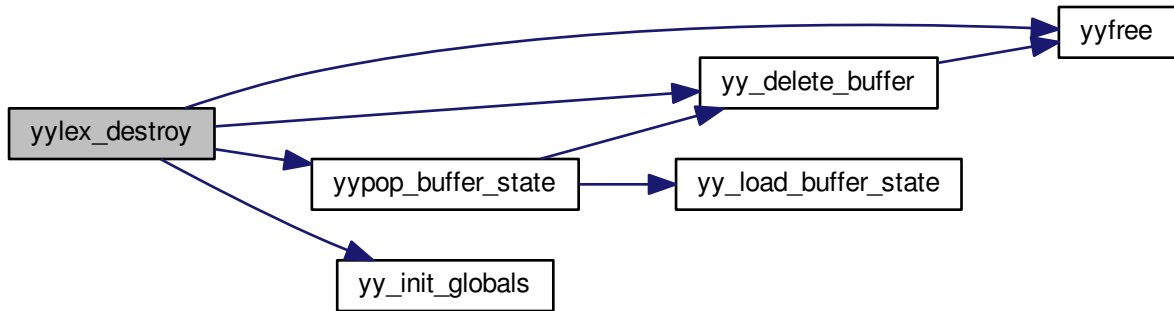 yyfree
yy_delete_buffer
yylex_destroy
yypop_buffer_state
yy_load_buffer_state
yy_init_globals